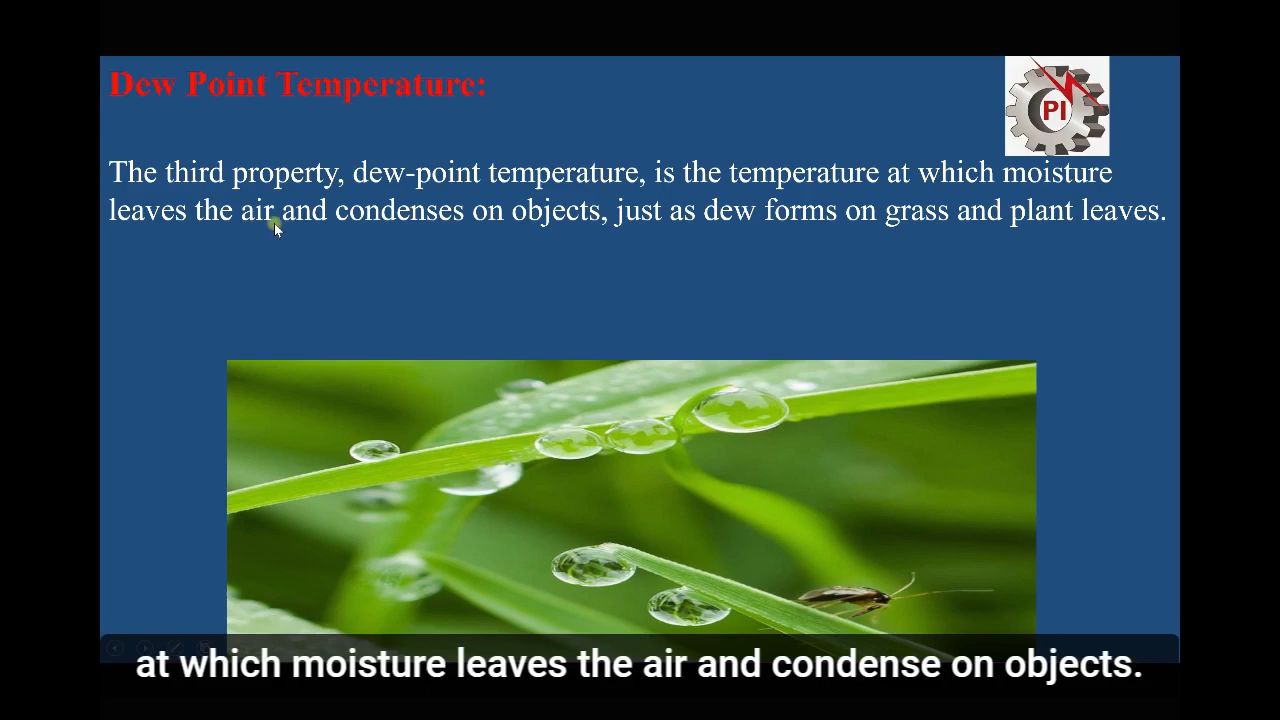 Dew Point Temperature:
PI
The third property, dew-point temperature, is the temperature at which moisture
leaves the air and condenses on objects, just as dew forms on grass and plant leaves.
at which moisture leaves the air and condense on objects.